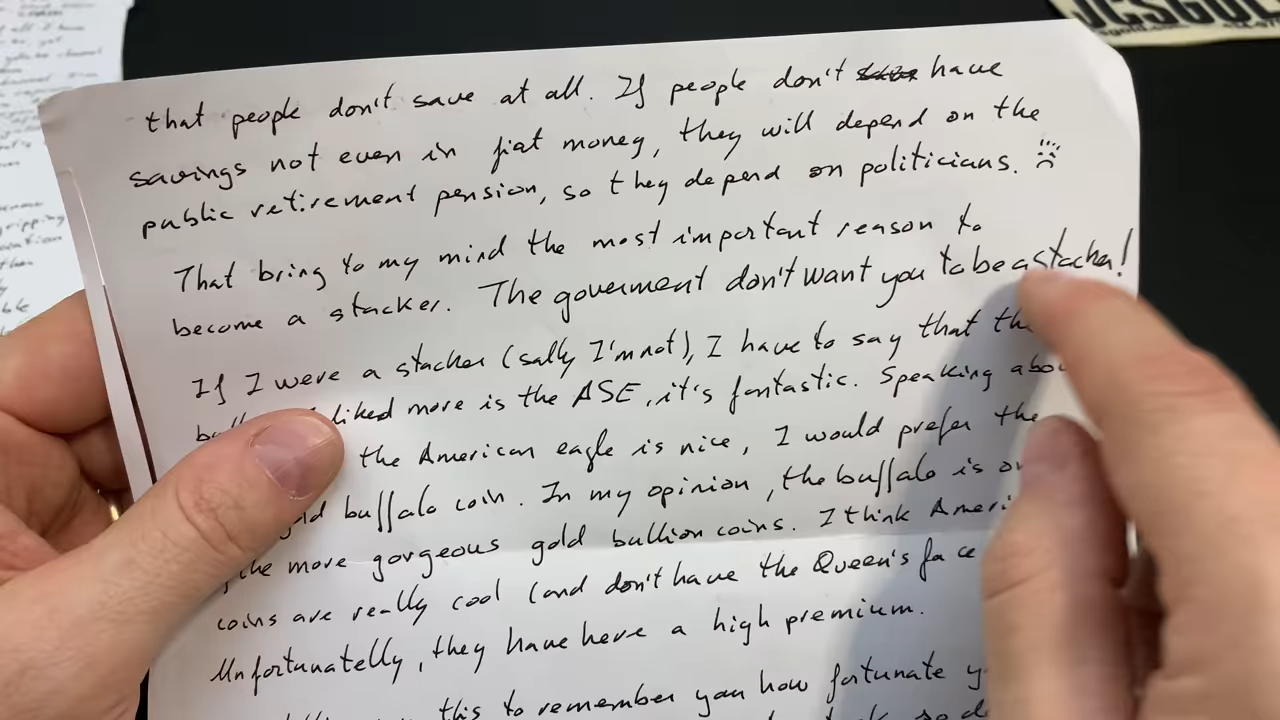 JCSGOL
that people don't save at all. If people don't have
savings not even in fiat money, they will depend on the
public retirement pension, so they depend on politicians.
That bring to my mind the most important reason to
become a stacker. The goverment don't want you to be a stacker!
If I were a stacker (sally I'm not), I have to say that the
liked more is the ASE, it's fantastic. Speaking
the American eagle is nice, I would prefer the
buffalo coin. In my opinion, the buffalo is
the more gorgeous gold bullion coins. I think
coins are really cool (and don't have the Queen's face
Unfortunatelly, they have here a high premium.
this to remember you how fortunate